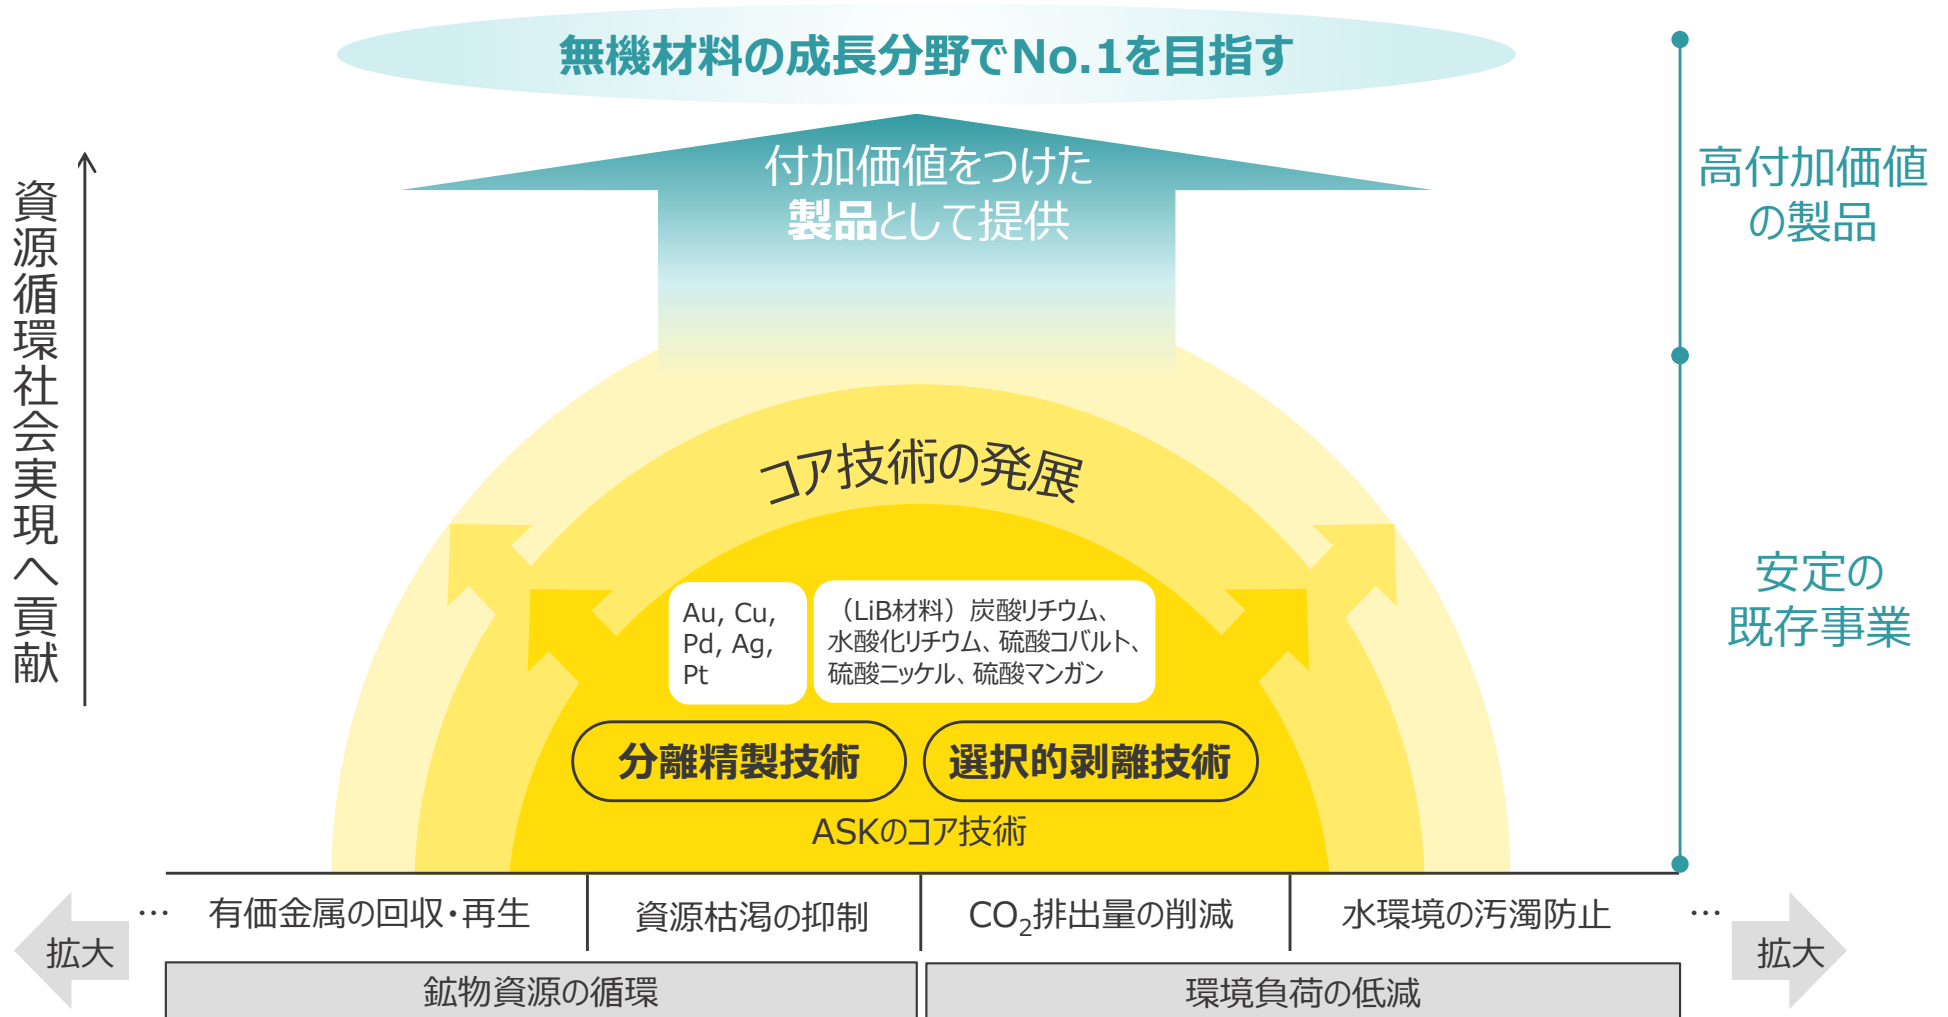 無機材料の成長分野でNo.1を目指す
付加価値をつけた
製品として提供
高付加価値
の製品
資源循環社会実現へ貢献
コア技術の発展
Au, Cu,
Pd, Ag,
Pt
（LiB材料）炭酸リチウム、
水酸化リチウム、硫酸コバルト、
硫酸ニッケル、硫酸マンガン
安定の
既存事業
分離精製技術
選択的剥離技術
ASKのコア技術
…
有価金属の回収・再生
資源枯渇の抑制
CO₂排出量の削減
水環境の汚濁防止
…
拡大
拡大
鉱物資源の循環
環境負荷の低減